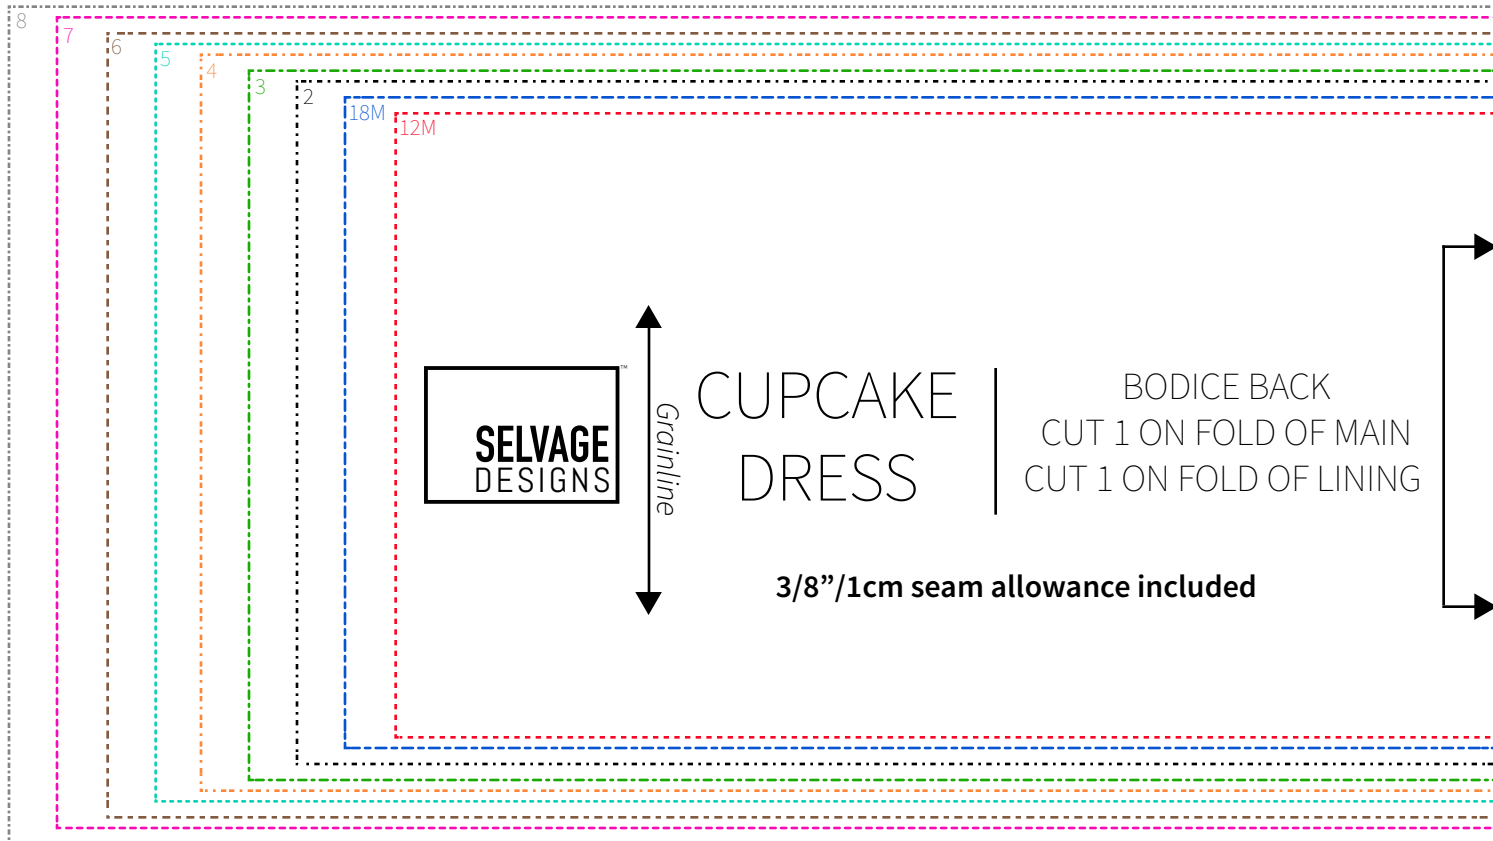 8
7
6
5
4
3
2
18M
12M
SELVAGE
DESIGNS
™
Grainline
CUPCAKE
DRESS
BODICE BACK
CUT 1 ON FOLD OF MAIN
CUT 1 ON FOLD OF LINING
3/8”/1cm seam allowance included